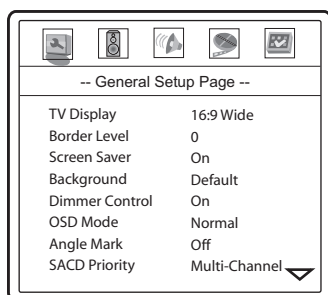 -- General Setup Page --
TV Display 16:9 Wide
Border Level 0
Screen Saver On
Background Default
Dimmer Control On
OSD Mode Normal
Angle Mark Off
SACD Priority Multi-Channel